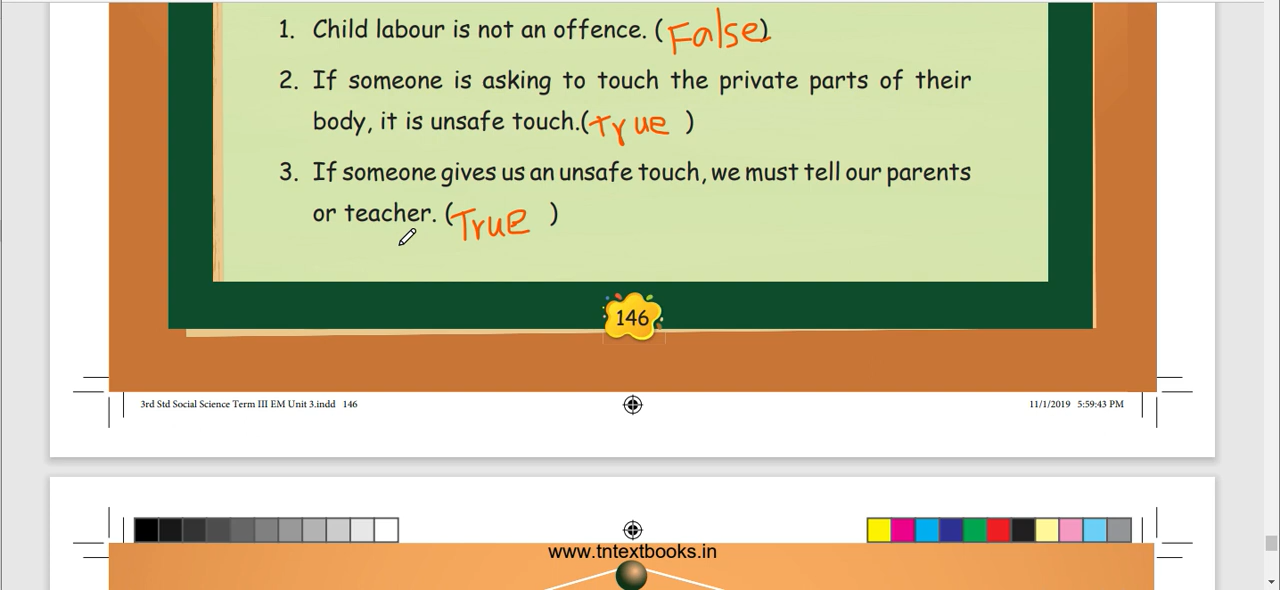 1. Child labour is not an offence. (False)
2. If someone is asking to touch the private parts of their
body, it is unsafe touch.(True )
3. If someone gives us an unsafe touch, we must tell our parents
or teacher. (True )
146
3rd Std Social Science Term III EM Unit 3.indd 146 11/1/2019 5:59:43 PM
www.tntextbooks.in